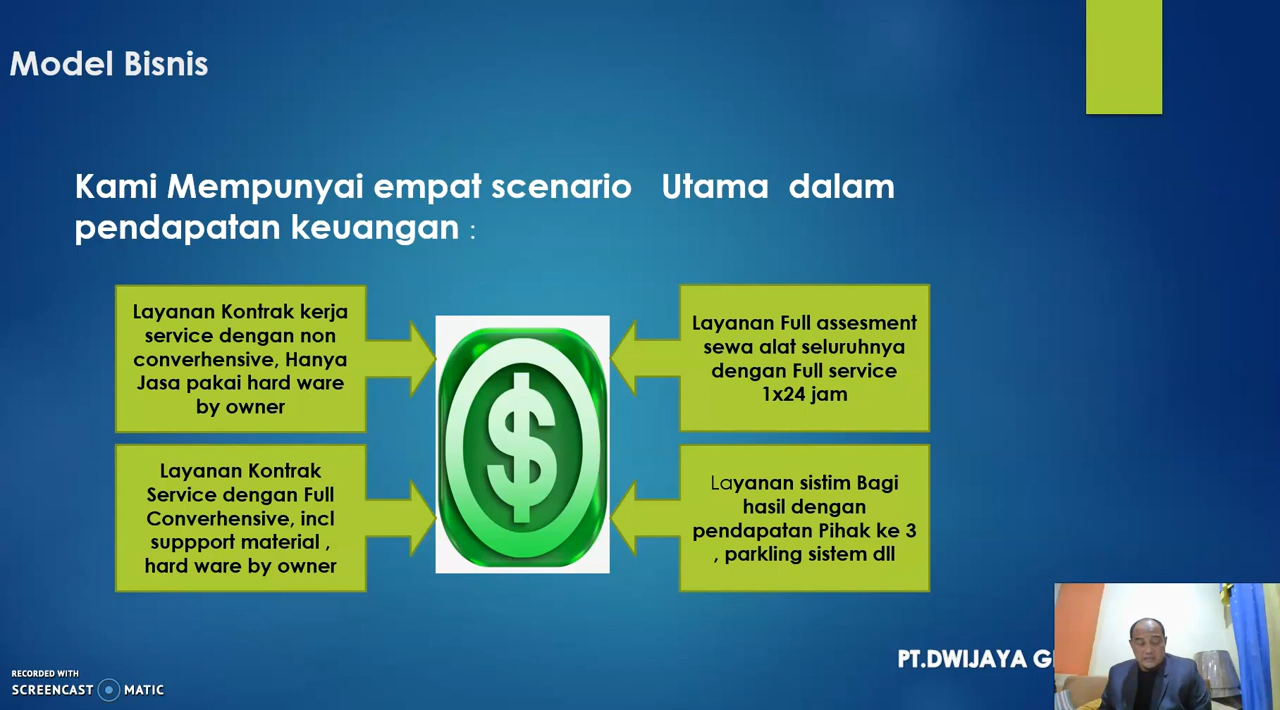 Model Bisnis
Kami Mempunyai empat scenario Utama dalam
pendapatan keuangan :
Layanan Kontrak kerja
service dengan non
converhensive, Hanya
Jasa pakai hard ware
by owner
Layanan Full assesment
sewa alat seluruhnya
dengan Full service
1x24 jam
Layanan Kontrak
Service dengan Full
Converhensive, incl
suppport material ,
hard ware by owner
Layanan sistim Bagi
hasil dengan
pendapatan Pihak ke 3
, parkling sistem dll
$
PT.DWIJAYA
RECORDED WITH
SCREENCAST MATIC